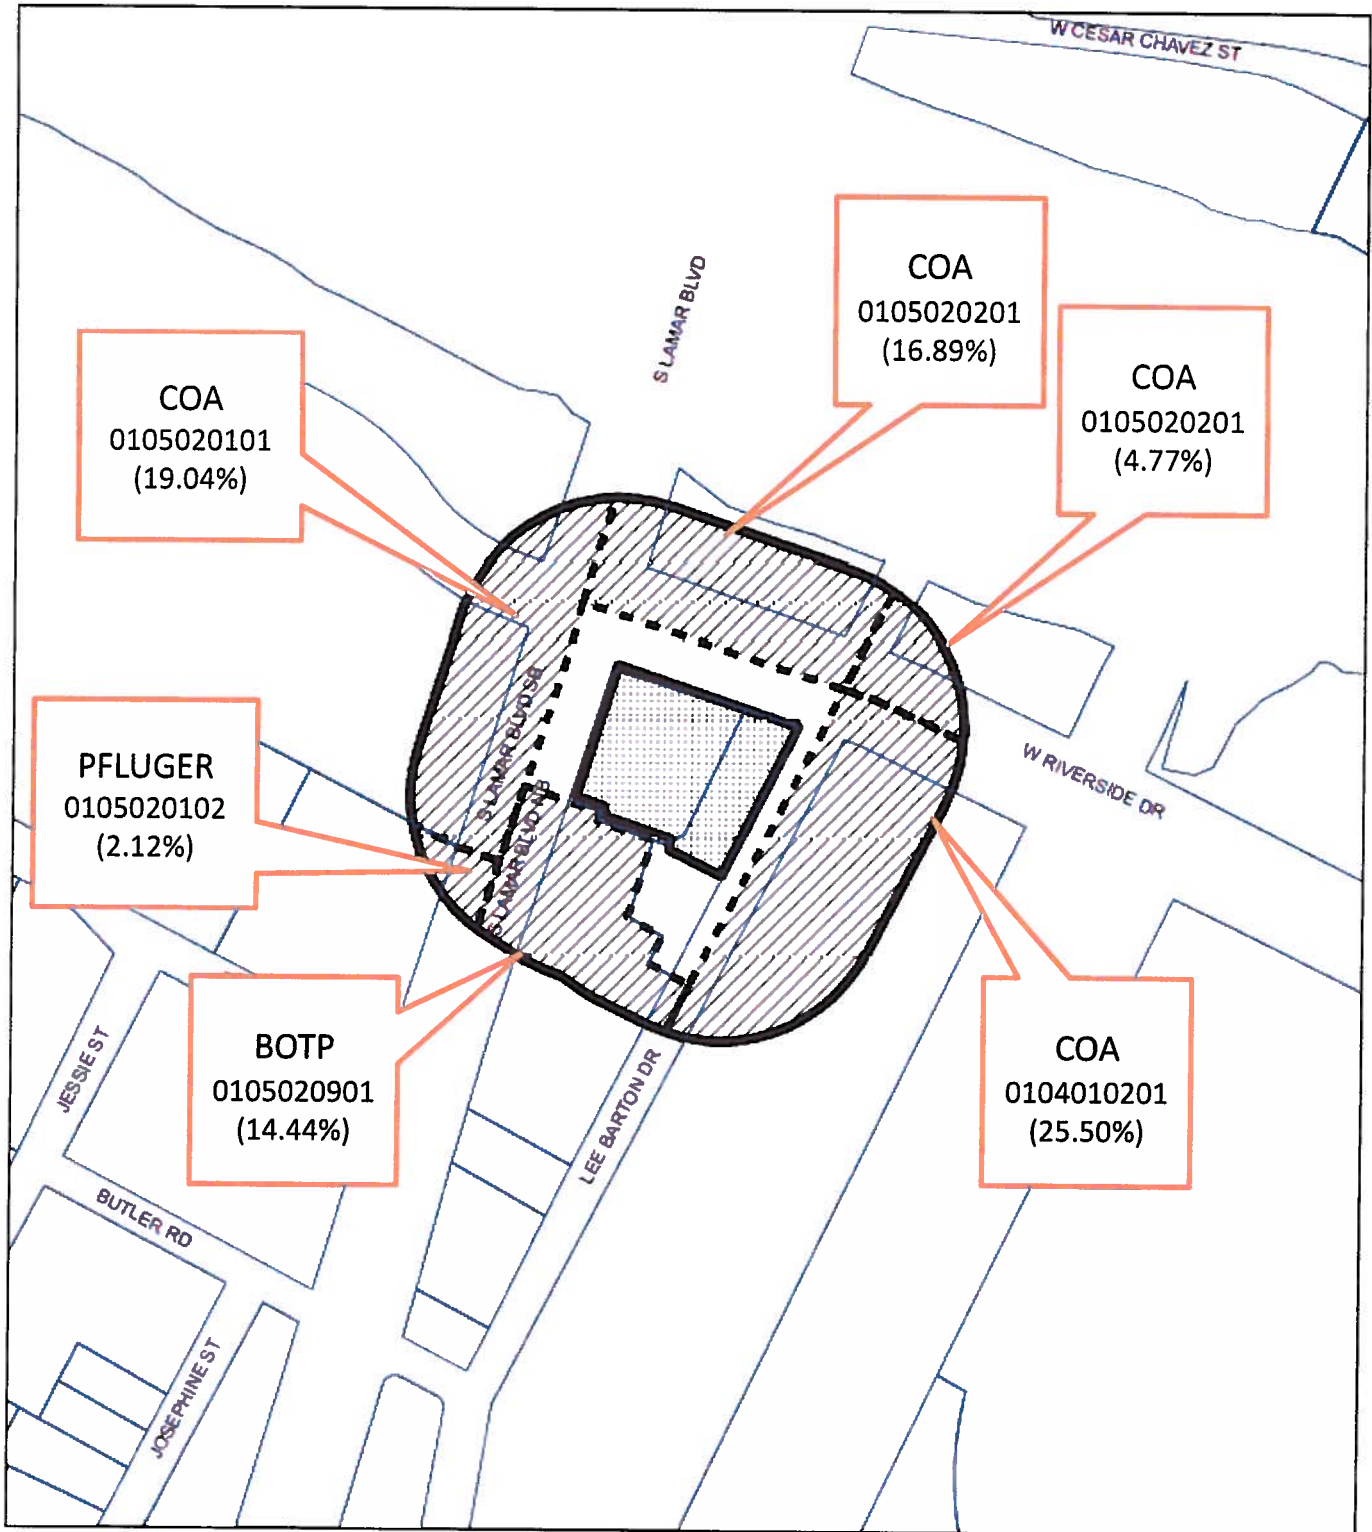 W CESAR CHAVEZ ST
S LAMAR BLVD
COA
0105020201
(16.89%)
COA
0105020201
(4.77%)
COA
0105020101
(19.04%)
S LAMAR BLVD SB
PFLUGER
0105020102
(2.12%)
W RIVERSIDE DR
S LAMAR BLVD NB
BOTP
0105020901
(14.44%)
COA
0104010201
(25.50%)
JESSIE ST
LEE BARTON DR
BUTLER RD
JOSEPHINE ST